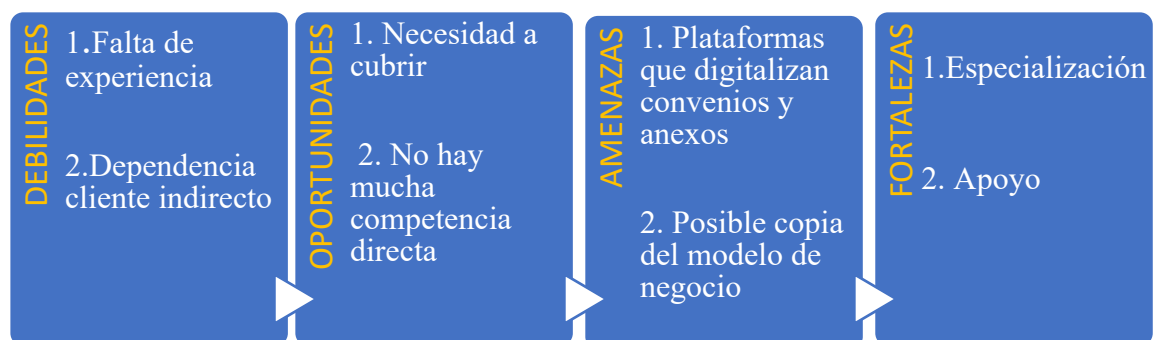 DEBILIDADES
1.Falta de
experiencia
2.Dependencia
cliente indirecto
OPORTUNIDADES
1. Necesidad a
cubrir
2. No hay
mucha
competencia
directa
AMENAZAS
1. Plataformas
que digitalizan
convenios y
anexos
2. Posible copia
del modelo de
negocio
FORTALEZAS
1.Especialización
2. Apoyo